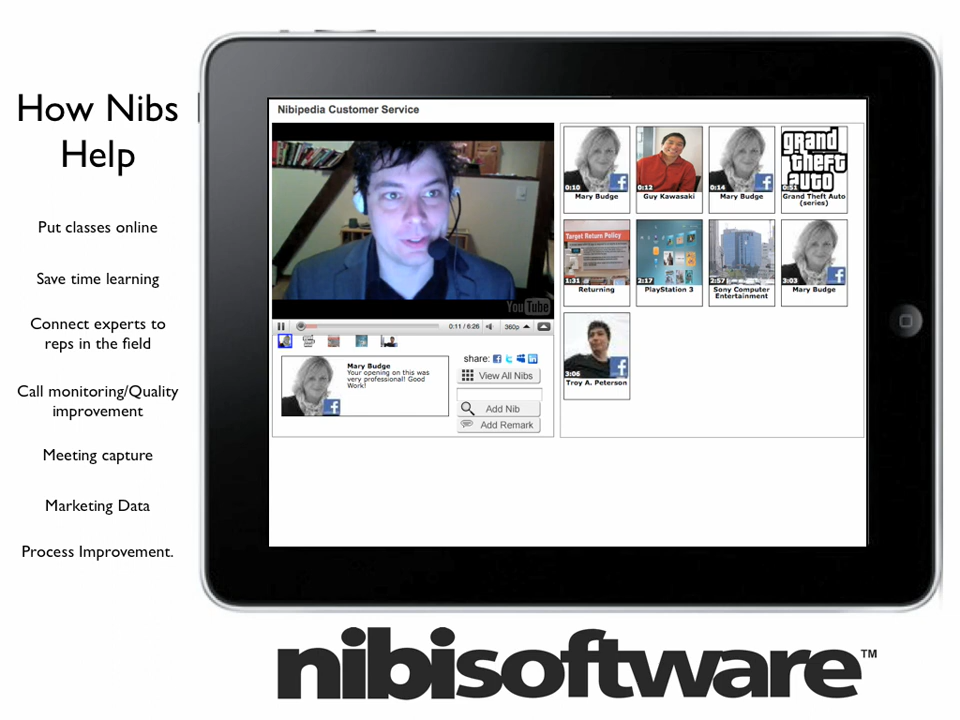 How Nibs
Help
Put classes online
Save time learning
Connect experts to
reps in the field
Call monitoring/Quality
improvement
Meeting capture
Marketing Data
Process Improvement.
Nibipedia Customer Service
YouTube
0:11 / 6:26
360p
Mary Budge
Your opening on this was
very professional! Good
Work!
share:
View All Nibs
Add Nib
Add Remark
0:10
Mary Budge
0:12
Guy Kawasaki
0:14
Mary Budge
grand
theft
auto
0:51
Grand Theft Auto
(series)
Target Return Policy
1:31
Returning
2:17
PlayStation 3
2:57
Sony Computer
Entertainment
3:03
Mary Budge
3:06
Troy A. Peterson
nibisoftware™